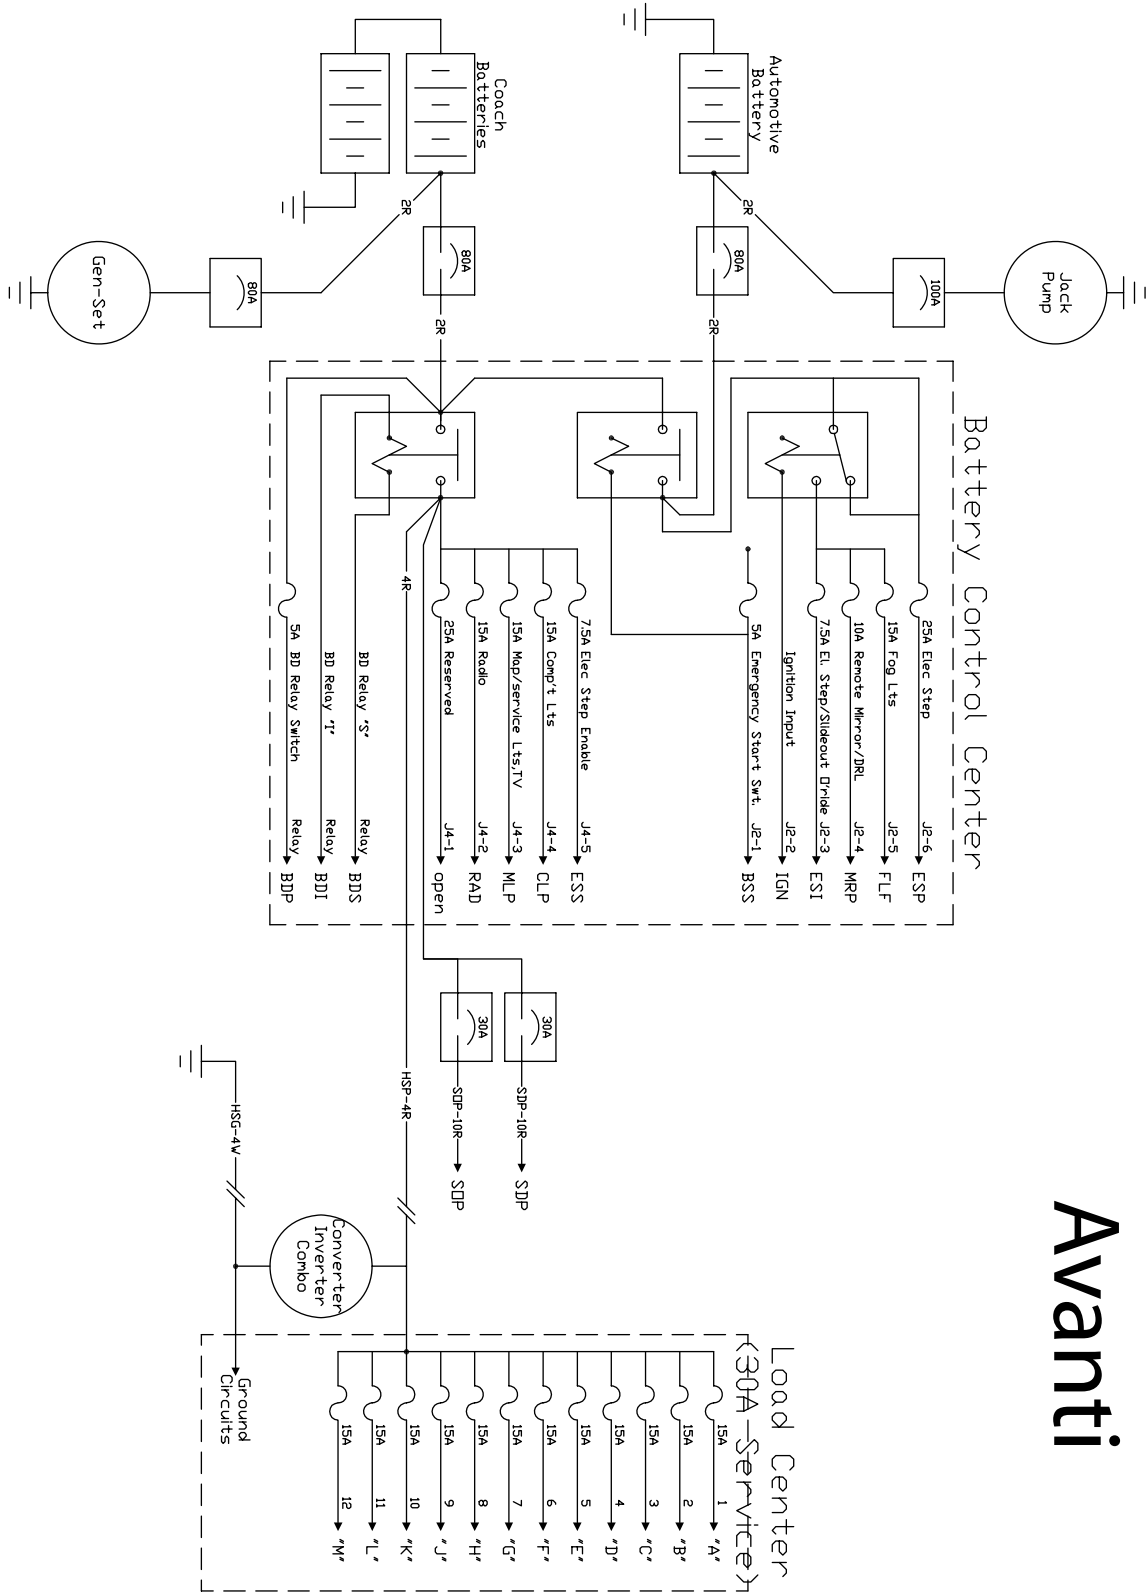 Avanti
Jack
Pump
100A
2R
Automotive
Battery
80A
2R
Coach
Batteries
80A
2R
2R
80A
Gen-Set
Battery Control Center
25A Elec Step J2-6 ESP
15A Fog Lts J2-5 FLF
10A Remote Mirror/DRL J2-4 MRP
7.5A El. Step/Slideout O'ride J2-3 ESI
Ignition Input J2-2 IGN
5A Emergency Start Swt. J2-1 BSS
7.5A Elec Step Enable J4-5 ESS
15A Comp't Lts J4-4 CLP
15A Map/service Lts,TV J4-3 MLP
15A Radio J4-2 RAD
25A Reserved J4-1 open
4R
BD Relay "S" Relay BDS
BD Relay "I" Relay BDI
5A BD Relay Switch Relay BDP
30A
SDP-10R
SDP
30A
SOP-10R
SOP
HSP-4R
HSG-4W
Converter
Inverter
Combo
Load Center
(30A Service)
15A 1 "A"
15A 2 "B"
15A 3 "C"
15A 4 "D"
15A 5 "E"
15A 6 "F"
15A 7 "G"
15A 8 "H"
15A 9 "J"
15A 10 "K"
15A 11 "L"
15A 12 "M"
Ground
Circuits